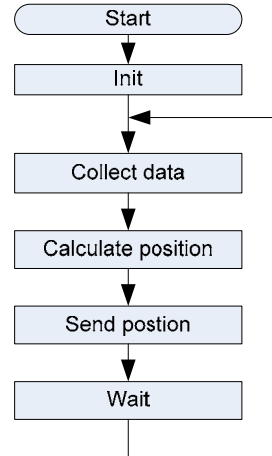 Start
Init
Collect data
Calculate position
Send postion
Wait